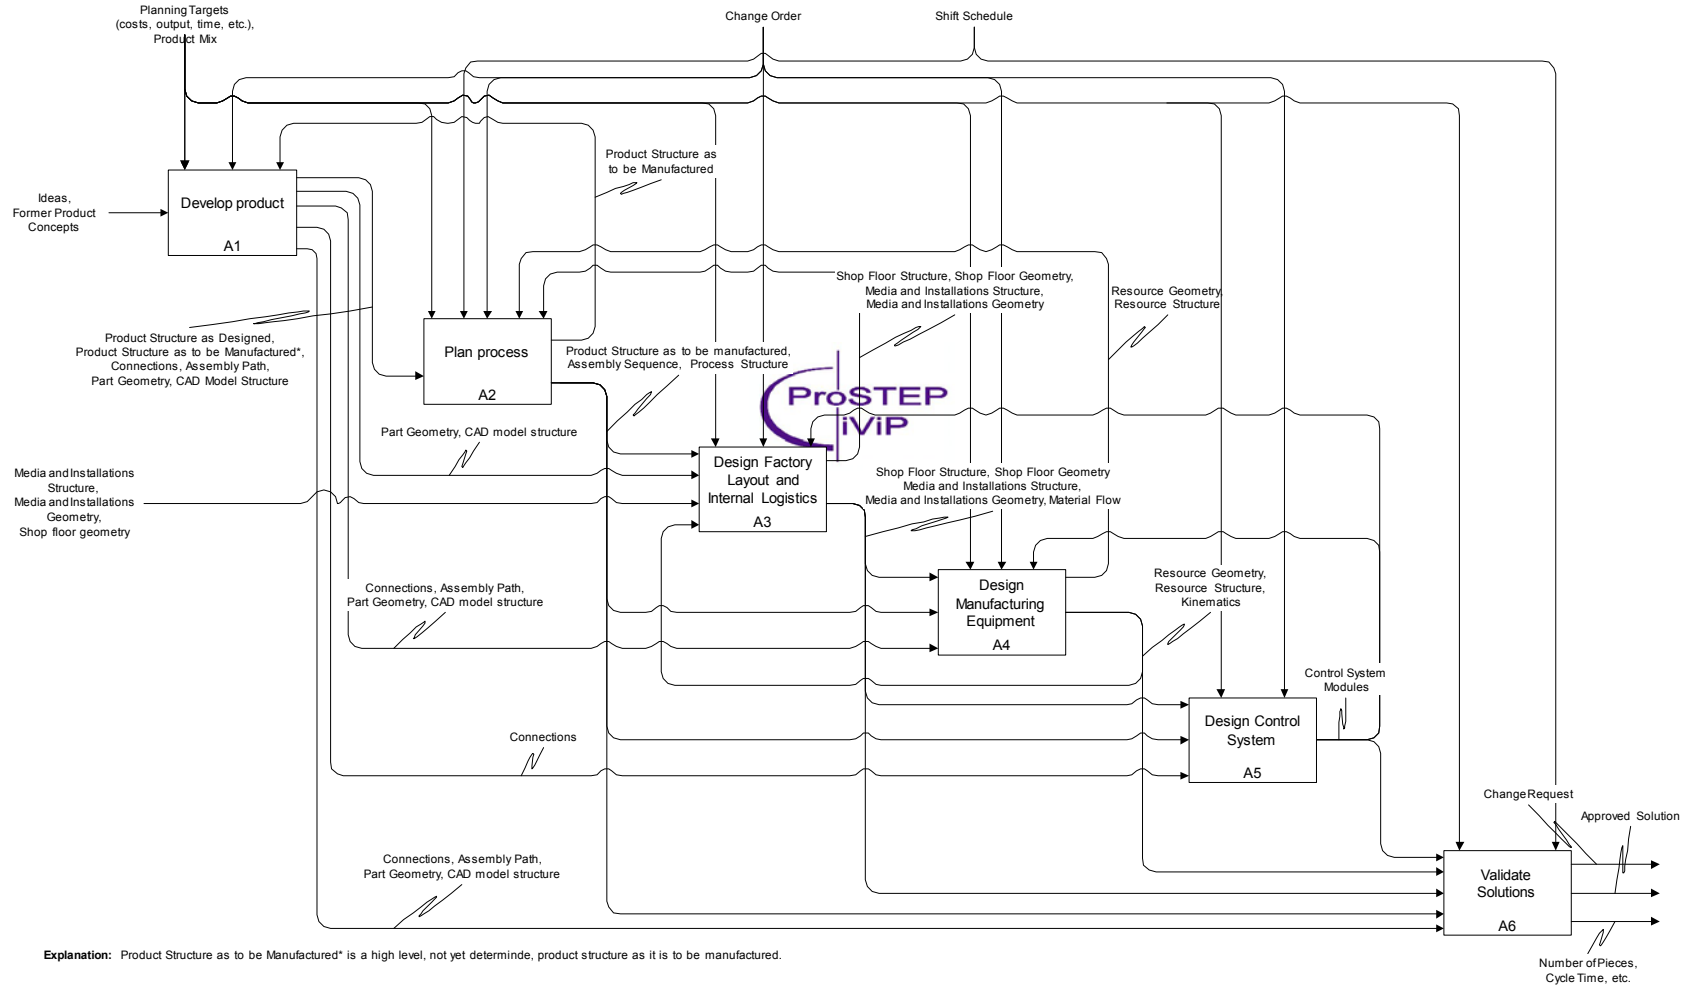 Planning Targets
(costs, output, time, etc.),
Product Mix
Change Order
Shift Schedule
Product Structure as
to be Manufactured
Ideas,
Former Product
Concepts
Develop product
A1
Shop Floor Structure, Shop Floor Geometry,
Media and Installations Structure,
Media and Installations Geometry
Resource Geometry,
Resource Structure
Product Structure as Designed,
Product Structure as to be Manufactured*,
Connections, Assembly Path,
Part Geometry, CAD Model Structure
Plan process
A2
Product Structure as to be manufactured,
Assembly Sequence, Process Structure
ProSTEP
iViP
Part Geometry, CAD model structure
Media and Installations
Structure,
Media and Installations
Geometry,
Shop floor geometry
Design Factory
Layout and
Internal Logistics
A3
Shop Floor Structure, Shop Floor Geometry
Media and Installations Structure,
Media and Installations Geometry, Material Flow
Connections, Assembly Path,
Part Geometry, CAD model structure
Design
Manufacturing
Equipment
A4
Resource Geometry,
Resource Structure,
Kinematics
Control System
Modules
Connections
Design Control
System
A5
Change Request
Approved Solution
Connections, Assembly Path,
Part Geometry, CAD model structure
Validate
Solutions
A6
Number of Pieces,
Cycle Time, etc.
Explanation: Product Structure as to be Manufactured* is a high level, not yet determinde, product structure as it is to be manufactured.